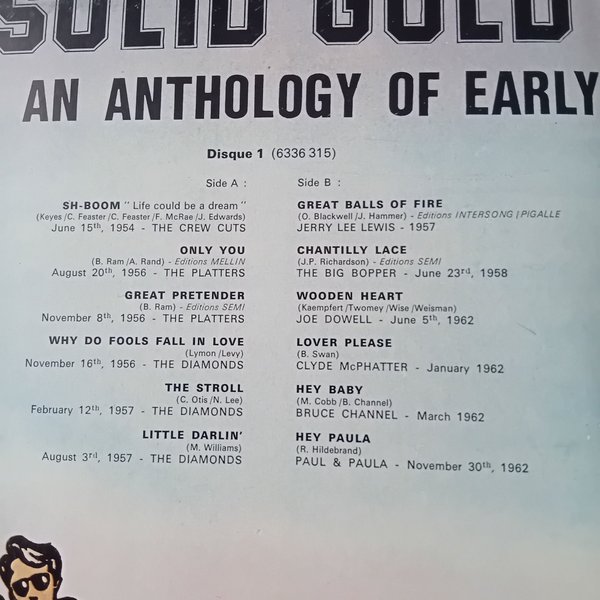 SOLID GOLD
AN ANTHOLOGY OF EARLY
Disque 1 (6336 315)
Side A :
SH-BOOM " Life could be a dream "
(Keyes /C. Feaster /C. Feaster /F. McRae /J. Edwards)
June 15th, 1954 - THE CREW CUTS
ONLY YOU
(B. Ram /A. Rand) - Editions MELLIN
August 20th, 1956 - THE PLATTERS
GREAT PRETENDER
(B. Ram) - Editions SEMI
November 8th, 1956 - THE PLATTERS
WHY DO FOOLS FALL IN LOVE
(Lymon /Levy)
November 16th, 1956 - THE DIAMONDS
THE STROLL
(C. Otis /N. Lee)
February 12th, 1957 - THE DIAMONDS
LITTLE DARLIN'
(M. Williams)
August 3rd, 1957 - THE DIAMONDS
Side B :
GREAT BALLS OF FIRE
(O. Blackwell /J. Hammer) - Editions INTERSONG / PIGALLE
JERRY LEE LEWIS - 1957
CHANTILLY LACE
(J.P. Richardson) - Editions SEMI
THE BIG BOPPER - June 23rd, 1958
WOODEN HEART
(Kaempfert /Twomey /Wise /Weisman)
JOE DOWELL - June 5th, 1962
LOVER PLEASE
(B. Swan)
CLYDE McPHATTER - January 1962
HEY BABY
(M. Cobb /B. Channel)
BRUCE CHANNEL - March 1962
HEY PAULA
(R. Hildebrand)
PAUL & PAULA - November 30th, 1962